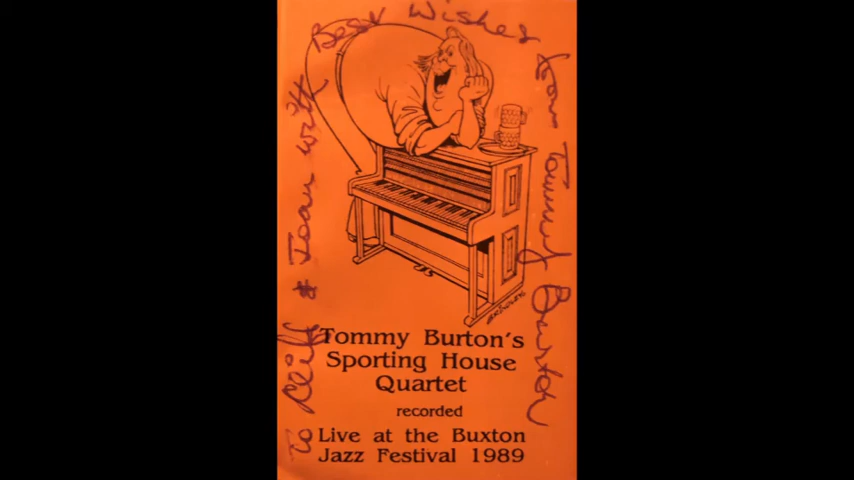 To Cliff & Joan with Best Wishes from Tommy Burton
Tommy Burton's
Sporting House
Quartet
recorded
Live at the Buxton
Jazz Festival 1989